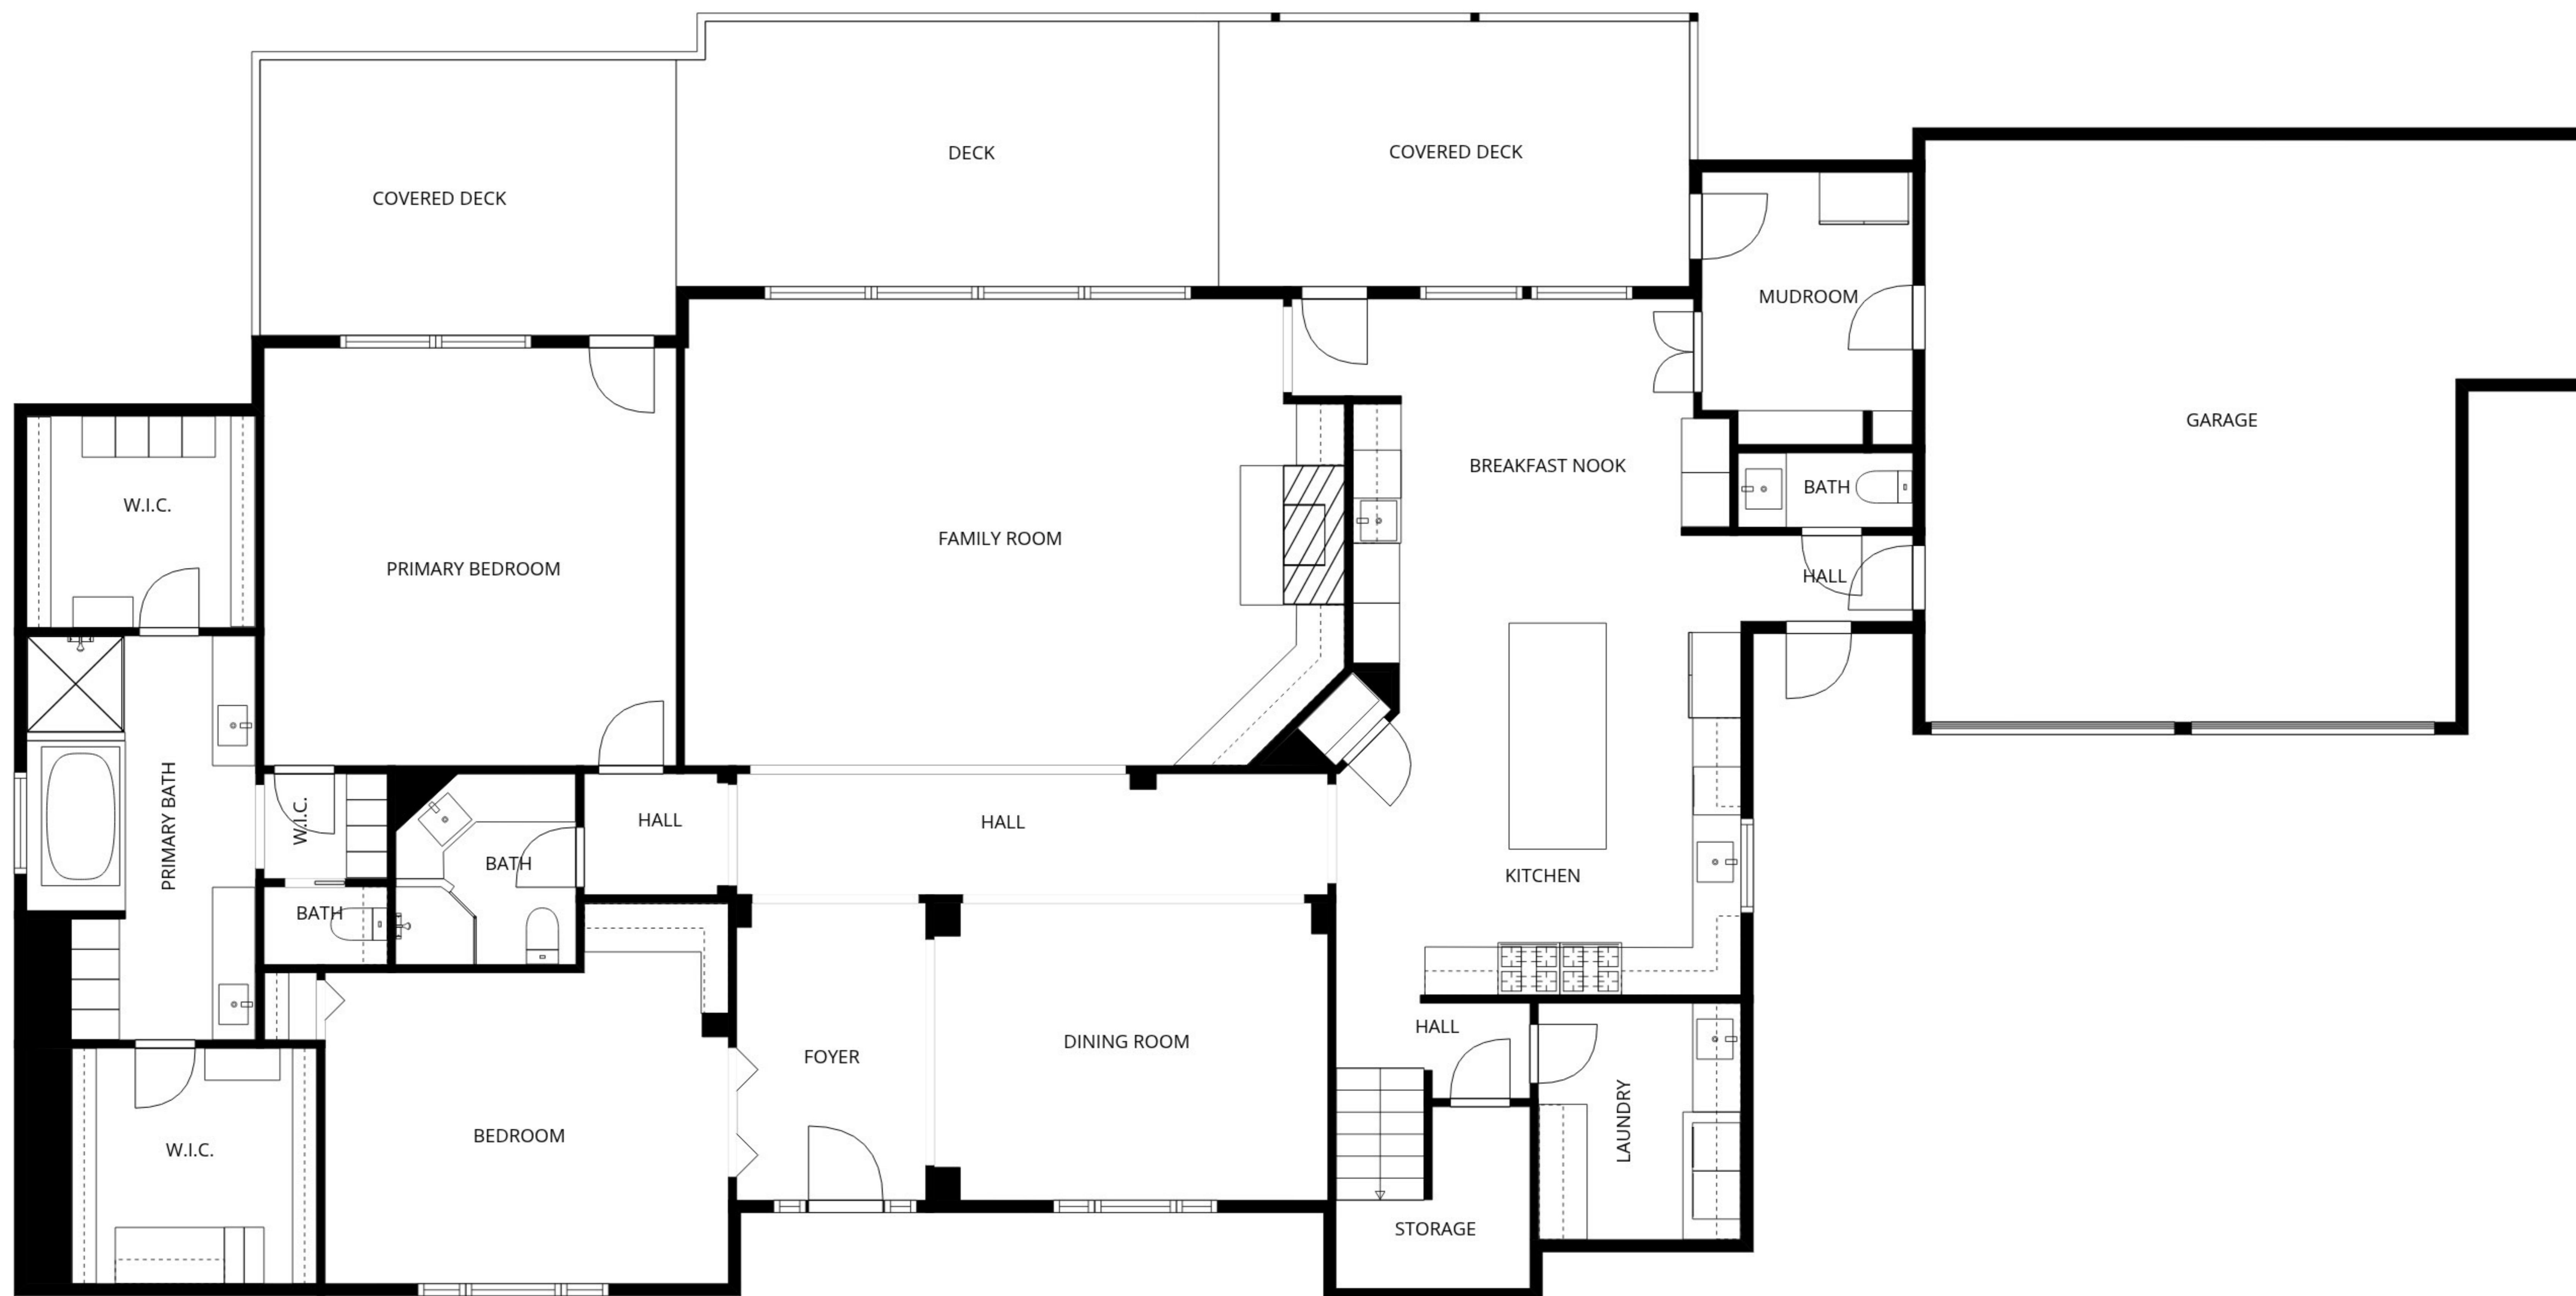 DECK
COVERED DECK
COVERED DECK
MUDROOM
GARAGE
BREAKFAST NOOK
BATH
W.I.C.
FAMILY ROOM
PRIMARY BEDROOM
HALL
PRIMARY BATH
W.I.C.
HALL
HALL
BATH
KITCHEN
BATH
HALL
DINING ROOM
FOYER
LAUNDRY
BEDROOM
W.I.C.
STORAGE